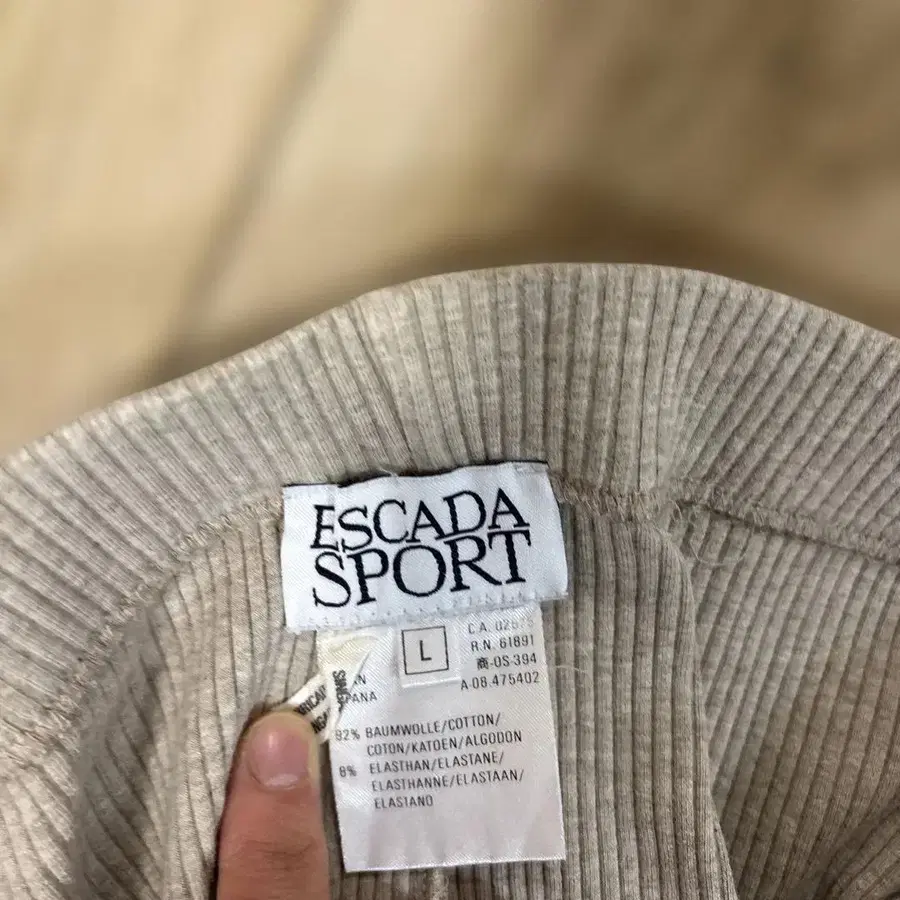 ESCADA
SPORT
L
C.A. 02575
R.N. 61891
商-OS-394
A-08.475402
92% BAUMWOLLE/COTTON/
COTON/KATOEN/ALGODON
8% ELASTHAN/ELASTANE/
ELASTHANNE/ELASTAAN/
ELASTANO